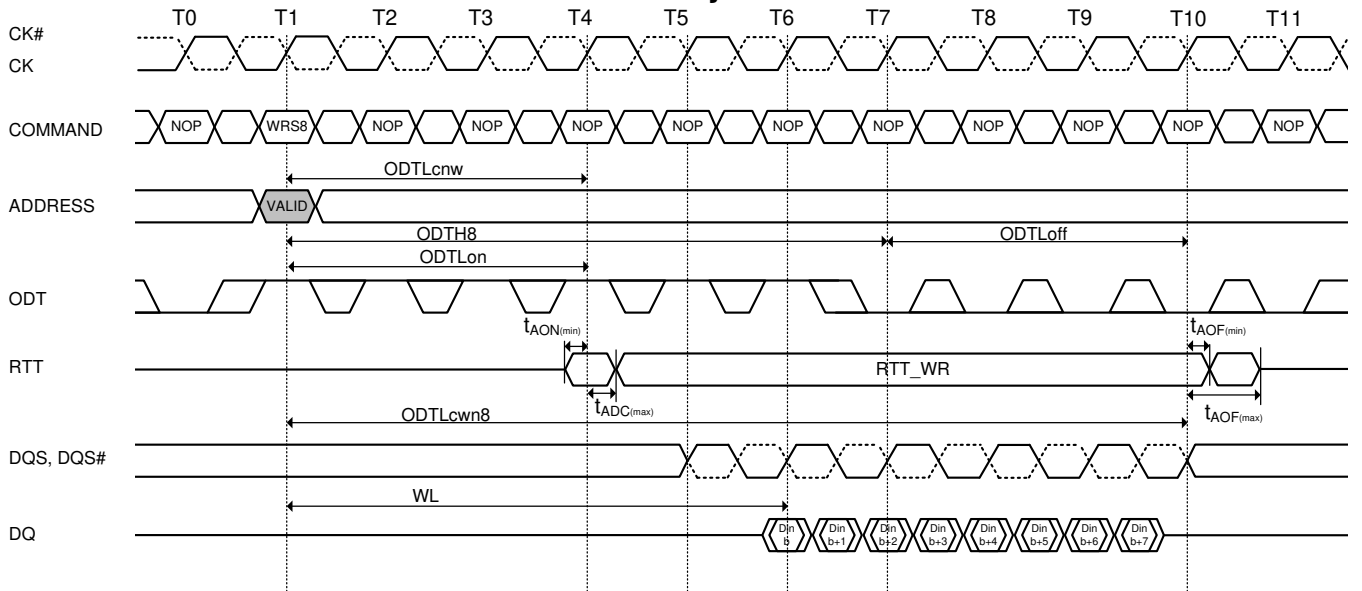 T0 T1 T2 T3 T4 T5 T6 T7 T8 T9 T10 T11
CK#
CK
COMMAND NOP WRS8 NOP NOP NOP NOP NOP NOP NOP NOP NOP NOP
ODTLcnw
ADDRESS VALID
ODTH8 ODTLoff
ODTLon
ODT
tAON(min) tAOF(min)
RTT RTT_WR
tADC(max) tAOF(max)
ODTLcwn8
DQS, DQS#
WL
DQ Din b Din b+1 Din b+2 Din b+3 Din b+4 Din b+5 Din b+6 Din b+7